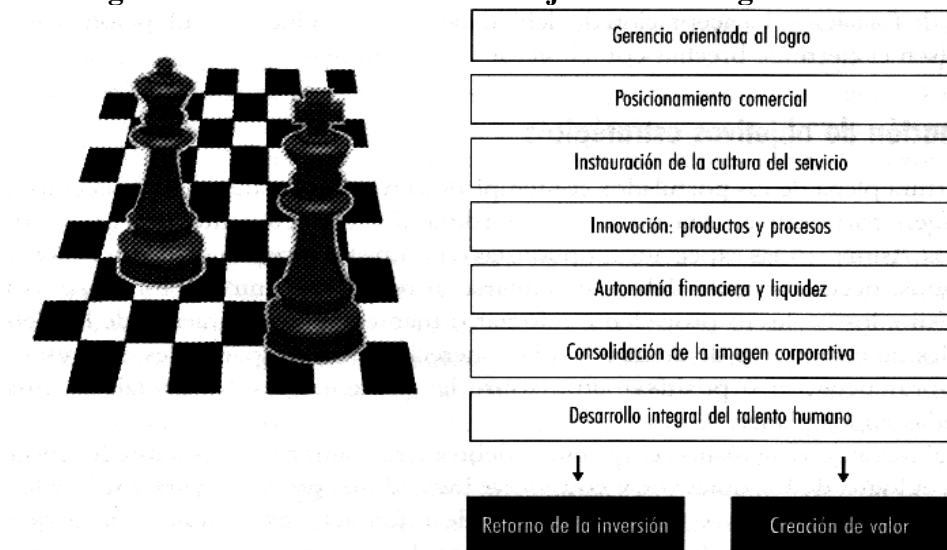 Gerencia orientada al logro
Posicionamiento comercial
Instauración de la cultura del servicio
Innovación: productos y procesos
Autonomía financiera y liquidez
Consolidación de la imagen corporativa
Desarrollo integral del talento humano
Retorno de la inversión
Creación de valor